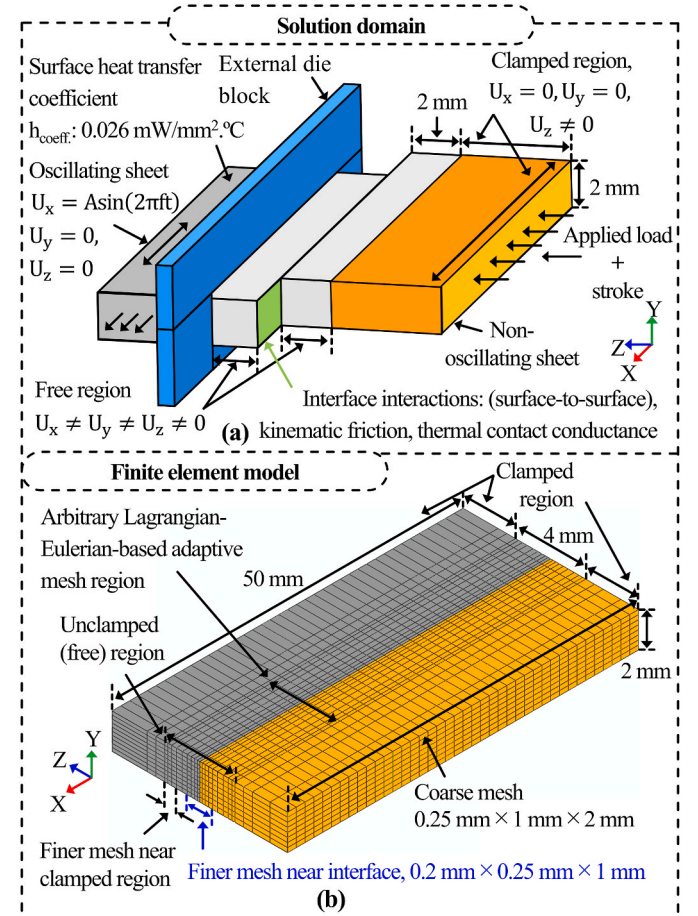 Solution domain
Surface heat transfer
coefficient
h_coeff.: 0.026 mW/mm².ºC
External die
block
Clamped region,
U_x = 0, U_y = 0,
U_z ≠ 0
2 mm
2 mm
Oscillating sheet
U_x = Asin(2πft)
U_y = 0,
U_z = 0
Applied load
+
stroke
Non-
oscillating sheet
Y
Z
X
Free region
U_x ≠ U_y ≠ U_z ≠ 0
Interface interactions: (surface-to-surface),
(a) kinematic friction, thermal contact conductance
Finite element model
Clamped
region
Arbitrary Lagrangian-
Eulerian-based adaptive
mesh region
50 mm
4 mm
Unclamped
(free) region
2 mm
Y
Z
X
Coarse mesh
0.25 mm × 1 mm × 2 mm
Finer mesh near
clamped region
Finer mesh near interface, 0.2 mm × 0.25 mm × 1 mm
(b)